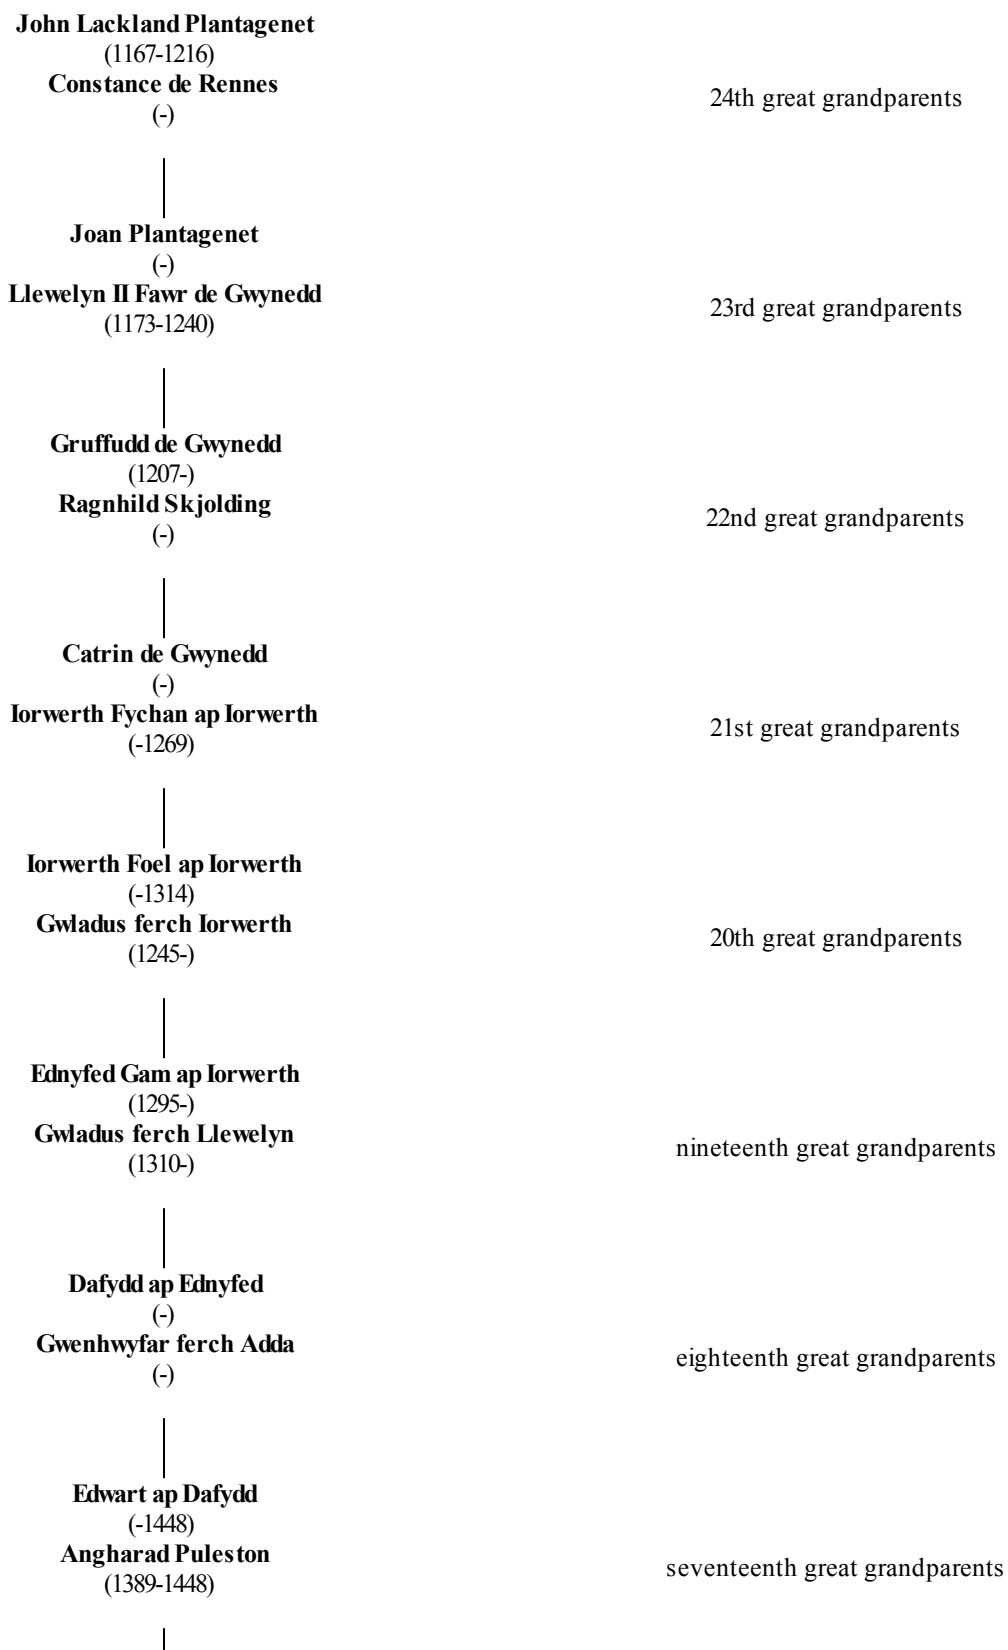 John Lackland Plantagenet
(1167-1216)
Constance de Rennes
(-)
24th great grandparents
Joan Plantagenet
(-)
Llewelyn II Fawr de Gwynedd
(1173-1240)
23rd great grandparents
Gruffudd de Gwynedd
(1207-)
Ragnhild Skjolding
(-)
22nd great grandparents
Catrin de Gwynedd
(-)
Iorwerth Fychan ap Iorwerth
(-1269)
21st great grandparents
Iorwerth Foel ap Iorwerth
(-1314)
Gwladus ferch Iorwerth
(1245-)
20th great grandparents
Ednyfed Gam ap Iorwerth
(1295-)
Gwladus ferch Llewelyn
(1310-)
nineteenth great grandparents
Dafydd ap Ednyfed
(-)
Gwenhwyfar ferch Adda
(-)
eighteenth great grandparents
Edwart ap Dafydd
(-1448)
Angharad Puleston
(1389-1448)
seventeenth great grandparents